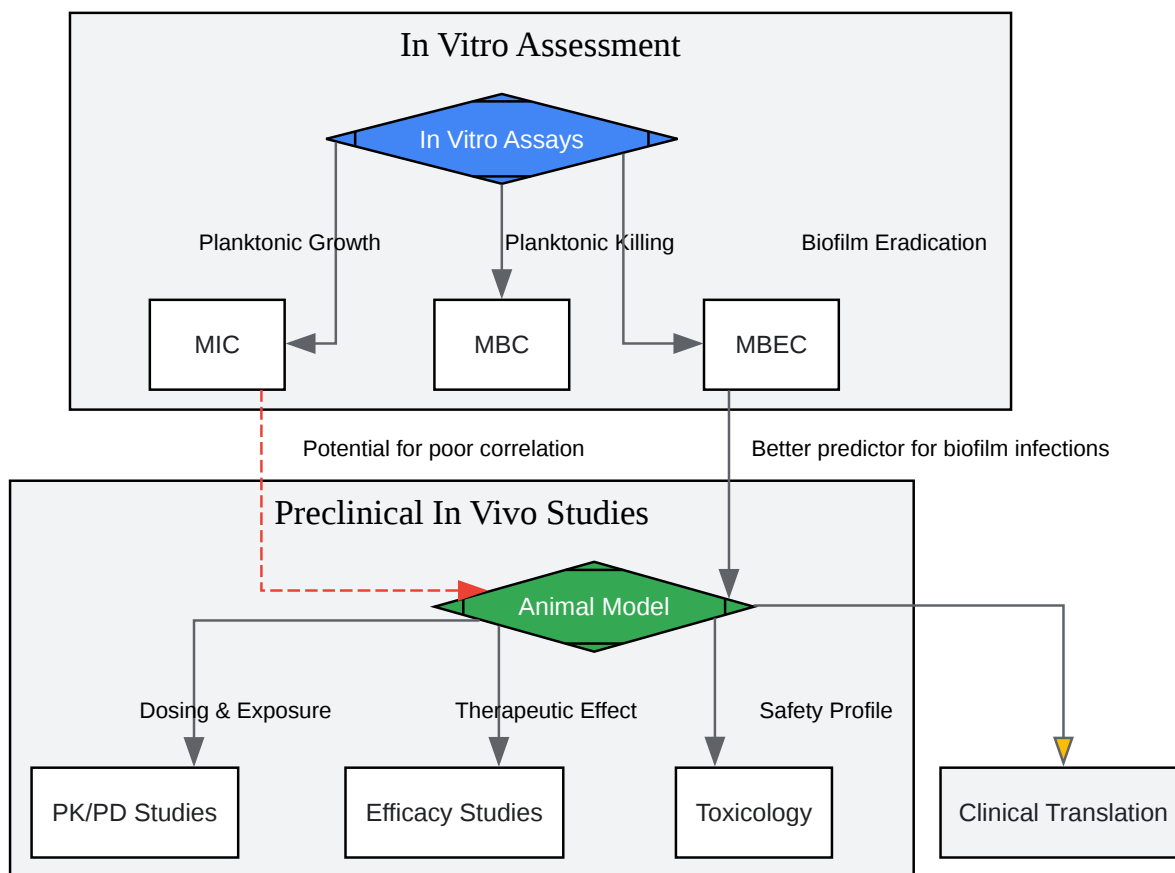 In Vitro Assessment
In Vitro Assays
Planktonic Growth
Planktonic Killing
Biofilm Eradication
MIC
MBC
MBEC
Potential for poor correlation
Better predictor for biofilm infections
Preclinical In Vivo Studies
Animal Model
Dosing & Exposure
Therapeutic Effect
Safety Profile
PK/PD Studies
Efficacy Studies
Toxicology
Clinical Translation